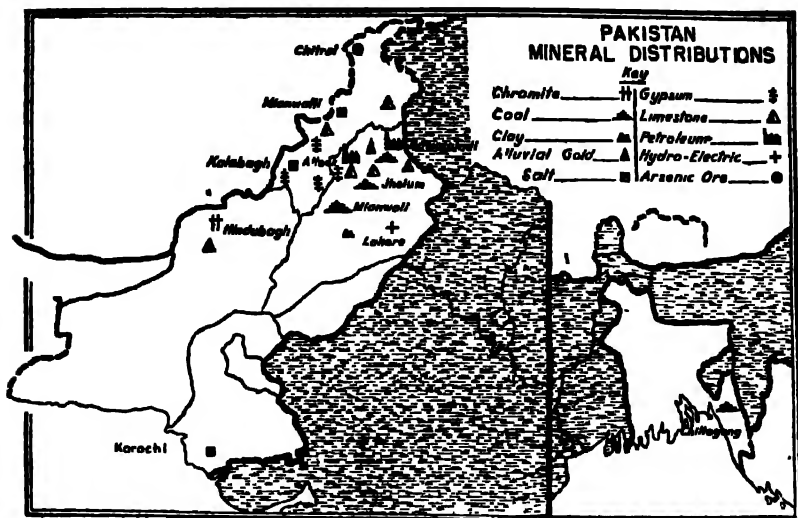 PAKISTAN
MINERAL DISTRIBUTIONS
Key
Chromite
Gypsum
Coal
Limestone
Clay
Petroleum
Alluvial Gold
Hydro-Electric
Salt
Arsenic Ore
Chitral
Mianwalli
Kalabagh
Attock
Jhelum
Mianwali
Hindubagh
Lahore
Karachi
Chittagong